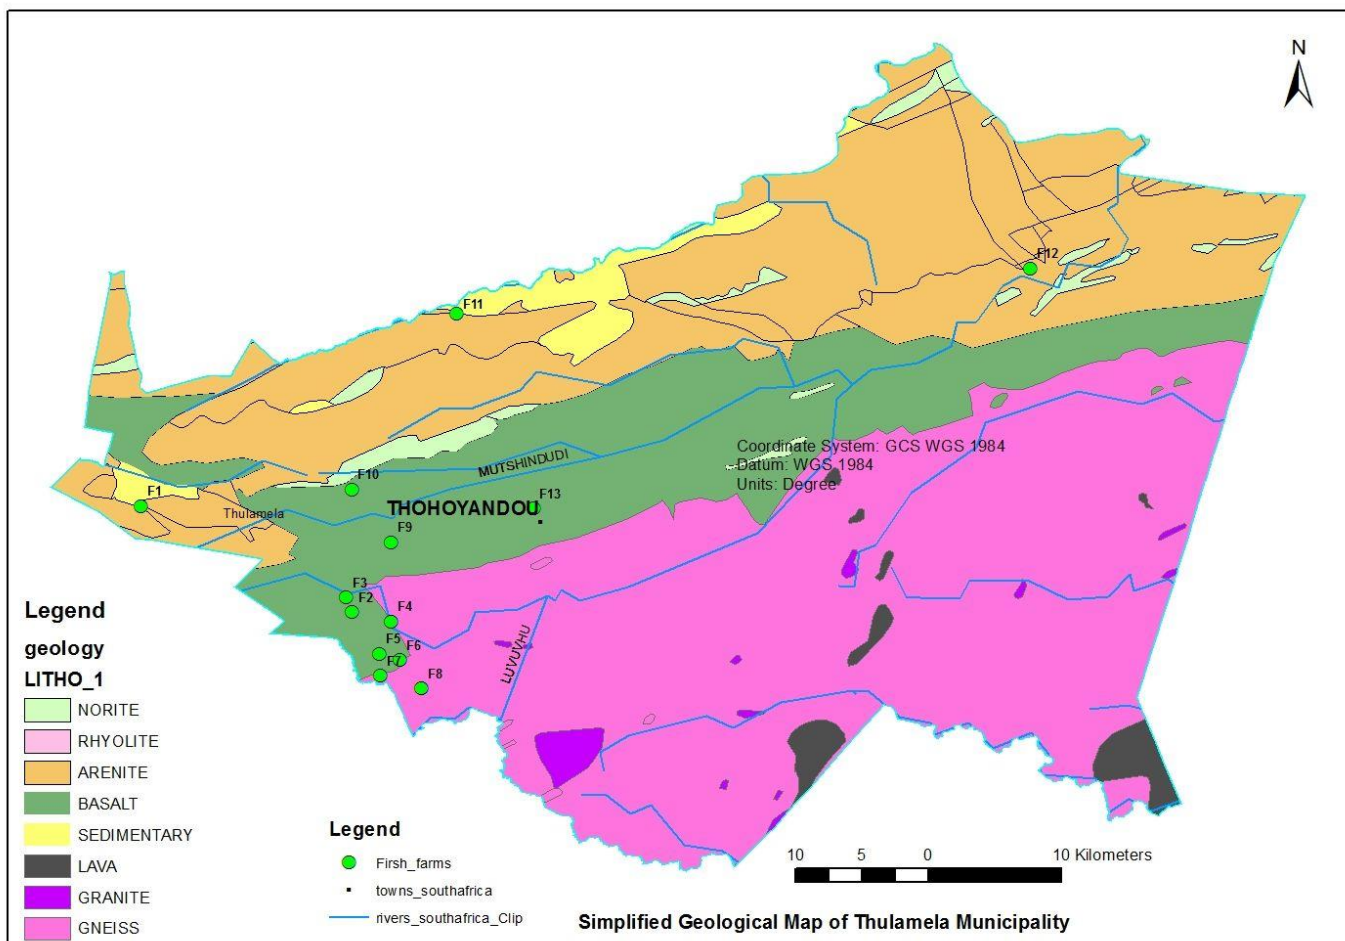 N
F12
F11
F10
MUTSHINDUDI
Coordinate System: GCS WGS 1984
Datum: WGS 1984
Units: Degree
F1
Thulamela
THOHOYANDOU
F13
F9
F3
F2
F4
F5
F6
F7
F8
LUVUVHU
Legend
geology
LITHO_1
NORITE
RHYOLITE
ARENITE
BASALT
SEDIMENTARY
LAVA
GRANITE
GNEISS
Legend
Firsh_farms
towns_southafrica
rivers_southafrica_Clip
10 5 0 10 Kilometers
Simplified Geological Map of Thulamela Municipality